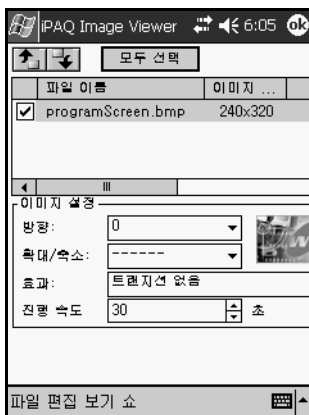 iPAQ Image Viewer 6:05 ok
모두 선택
파일 이름 이미지 ...
programScreen.bmp 240x320
이미지 설정
방향: 0
확대/축소: ------
효과: 트랜지션 없음
진행 속도 30 초
파일 편집 보기 쇼